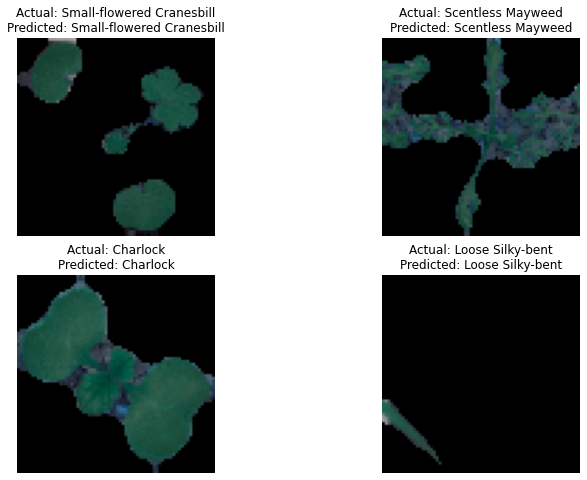 Actual: Small-flowered Cranesbill
Predicted: Small-flowered Cranesbill
Actual: Scentless Mayweed
Predicted: Scentless Mayweed
Actual: Charlock
Predicted: Charlock
Actual: Loose Silky-bent
Predicted: Loose Silky-bent